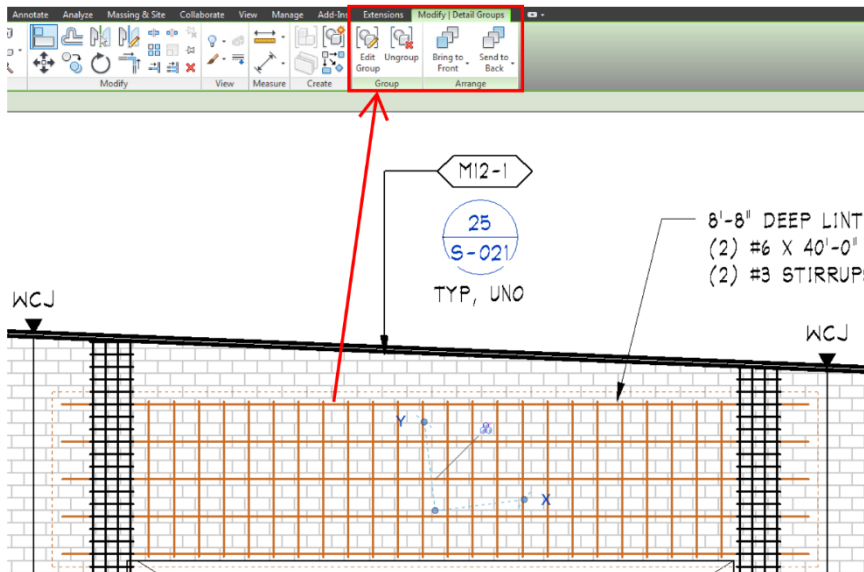 Annotate Analyze Massing & Site Collaborate View Manage Add-Ins Extensions Modify | Detail Groups
Edit Group
Ungroup
Bring to Front
Send to Back
Modify View Measure Create Group Arrange
M12-1
25
S-021
TYP, UNO
8'-8" DEEP LINT
(2) #6 X 40'-0"
(2) #3 STIRRUPS
WCJ
WCJ
Y
X